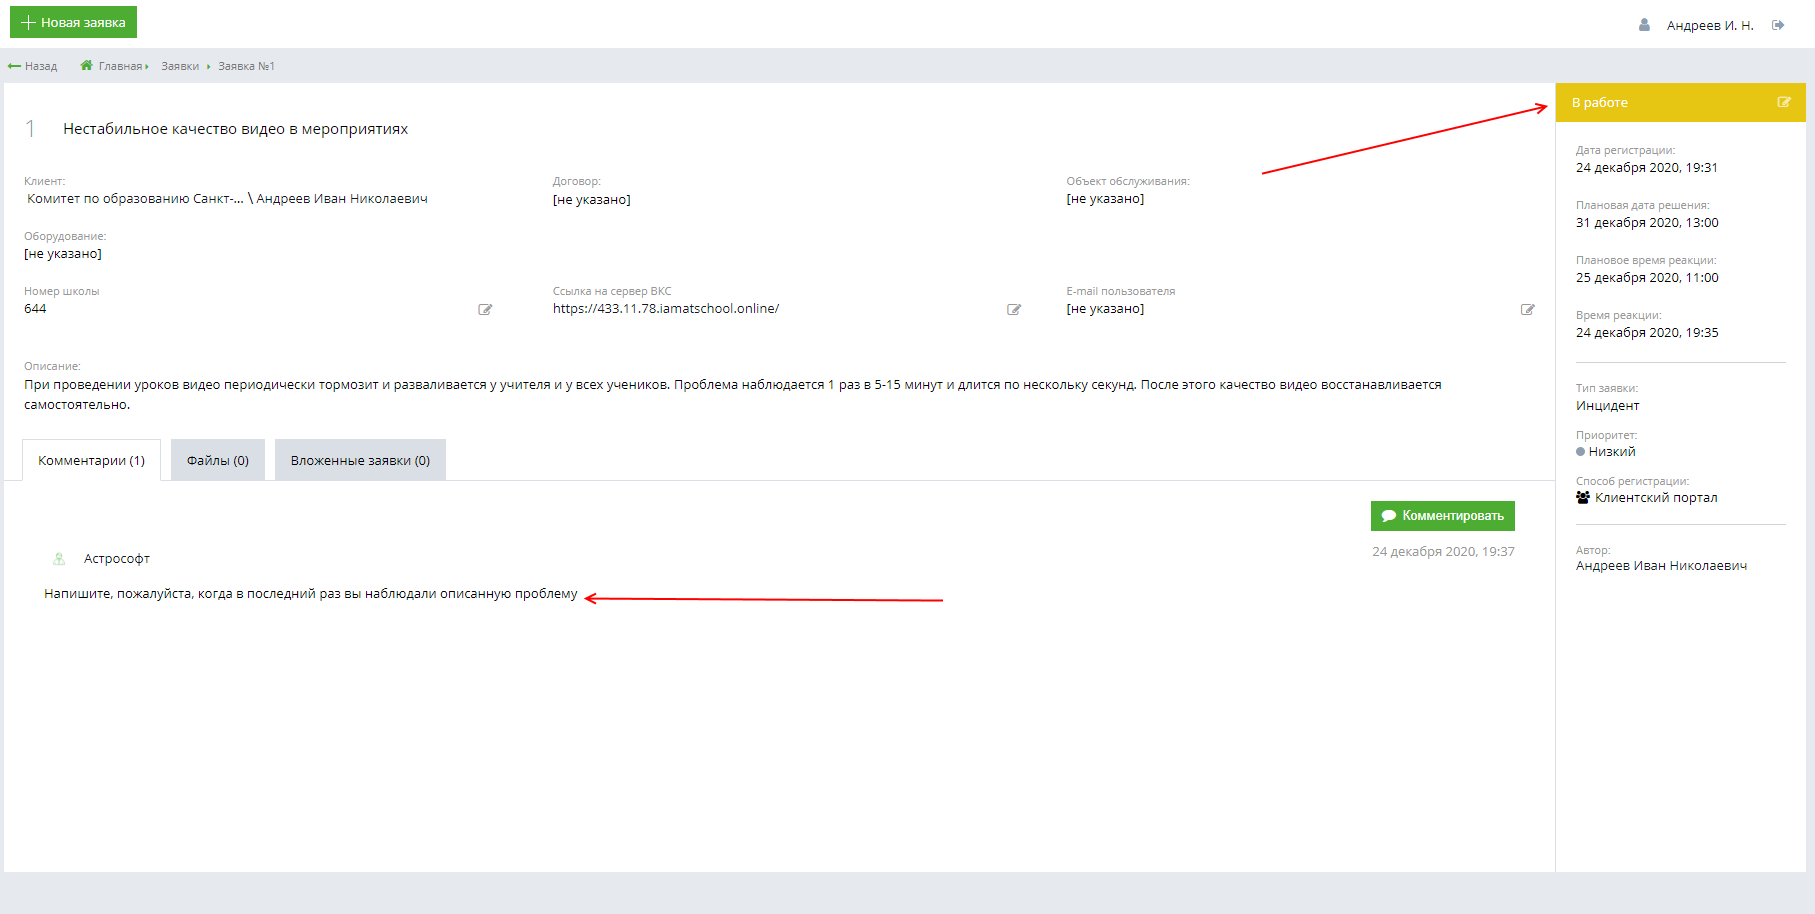 Новая заявка
Андреев И. Н.
Назад Главная Заявки Заявка №1
1 Нестабильное качество видео в мероприятиях
Клиент:
Комитет по образованию Санкт-... \ Андреев Иван Николаевич
Договор:
[не указано]
Объект обслуживания:
[не указано]
Оборудование:
[не указано]
Номер школы
644
Ссылка на сервер ВКС
https://433.11.78.iamatschool.online/
E-mail пользователя
[не указано]
Описание:
При проведении уроков видео периодически тормозит и разваливается у учителя и у всех учеников. Проблема наблюдается 1 раз в 5-15 минут и длится по нескольку секунд. После этого качество видео восстанавливается
самостоятельно.
Комментарии (1) Файлы (0) Вложенные заявки (0)
Комментировать
Астрософт
24 декабря 2020, 19:37
Напишите, пожалуйста, когда в последний раз вы наблюдали описанную проблему
В работе
Дата регистрации:
24 декабря 2020, 19:31
Плановая дата решения:
31 декабря 2020, 13:00
Плановое время реакции:
25 декабря 2020, 11:00
Время реакции:
24 декабря 2020, 19:35
Тип заявки:
Инцидент
Приоритет:
Низкий
Способ регистрации:
Клиентский портал
Автор:
Андреев Иван Николаевич